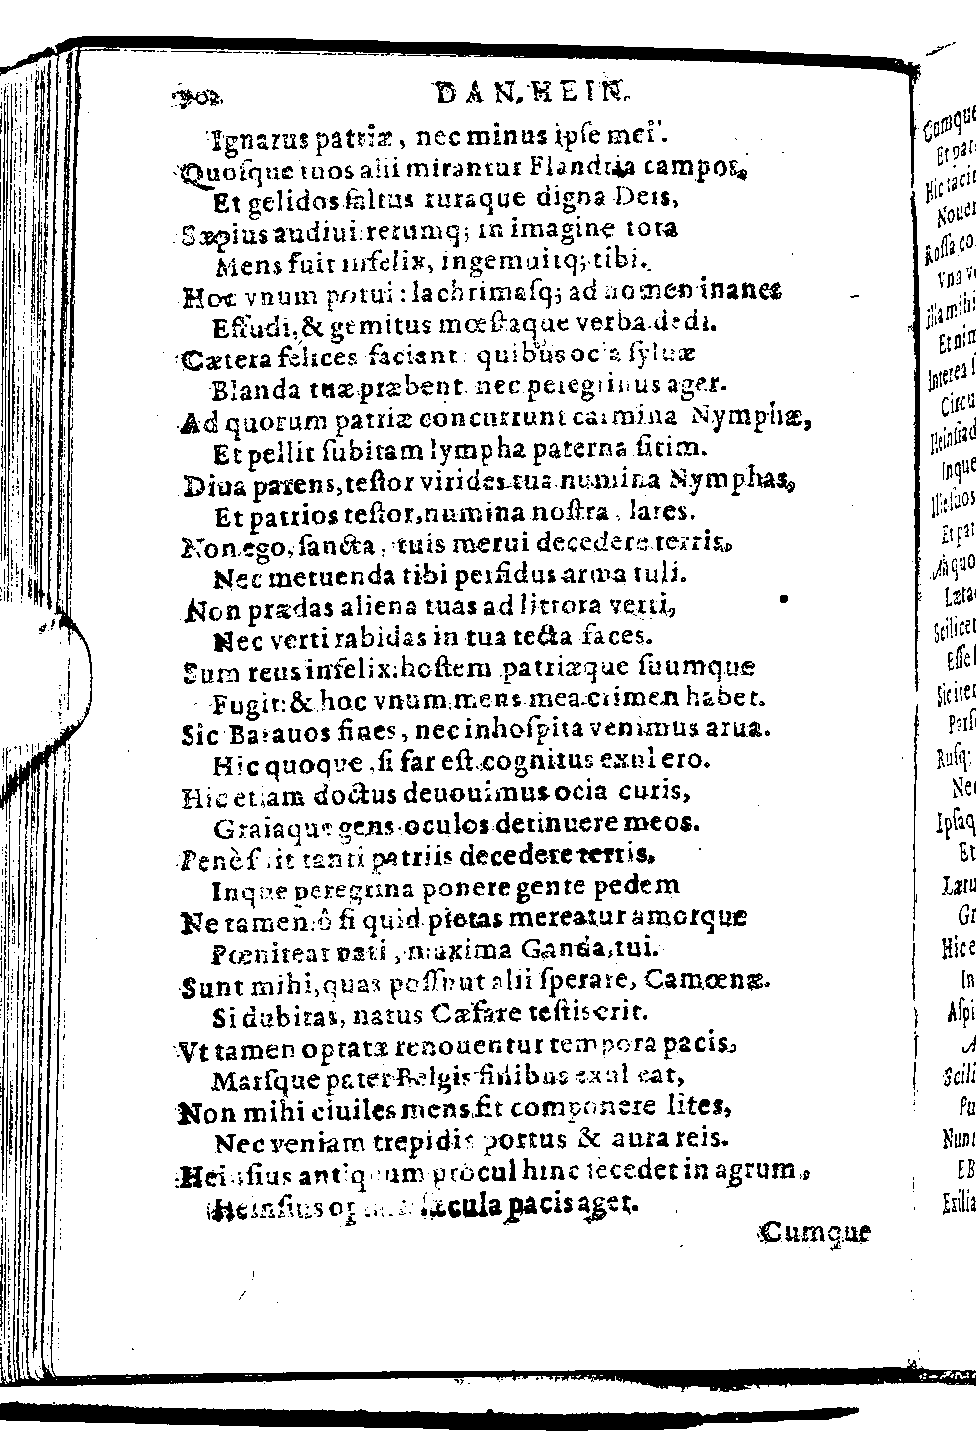 202 DAN. HEIN.
Ignarus patriæ, nec minus ipſe mei.
Quoſque tuos alii mirantur Flandria campos,
Et gelidos ſaltus ruraque digna Deis,
Sæpius audiui: rerumq; in imagine tota
Mens fuit infelix, ingemuitq; tibi.
Hoc vnum potui: lachrimaſq; ad nomen inanes
Effudi, & gemitus mœſtaque verba dedi.
Cætera felices faciant quibus ocia ſyluæ
Blanda tuæ præbent nec peregrinus ager.
Ad quorum patriæ concurrunt carmina Nymphæ,
Et pellit ſubitam lympha paterna ſitim.
Diua parens, teſtor virides tua numina Nymphas,
Et patrios teſtor, numina noſtra, lares.
Non ego, ſancta, tuis merui decedere terris,
Nec metuenda tibi perfidus arma tuli.
Non prædas aliena tuas ad littora verti,
Nec verti rabidas in tua tecta faces.
Sum reus infelix: hoſtem patriæque ſuumque
Fugit: & hoc vnum mens mea crimen habet.
Sic Batauos fines, nec inhoſpita venimus arua.
Hic quoque, ſi far eſt cognitus exul ero.
Hic etiam doctus deuouimus ocia curis,
Graiaque gens oculos detinuere meos.
Penè fuit tanti patriis decedere terris,
Inque peregrina ponere gente pedem
Ne tamen ô ſi quid pietas mereatur amorque
Pœniteat nati, maxima Ganda, tui.
Sunt mihi, quas poſſint alii ſperare, Camœnæ.
Si dubitas, natus Cæſare teſtis erit.
Vt tamen optatæ renouentur tempora pacis,
Marſque pater Belgis finibus exul eat,
Non mihi ciuiles mens ſit componere lites,
Nec veniam trepidis portus & aura reis.
Heinſius antiquum procul hinc ſecedet in agrum,
Heinſius ſæcula pacis aget.
Cumque